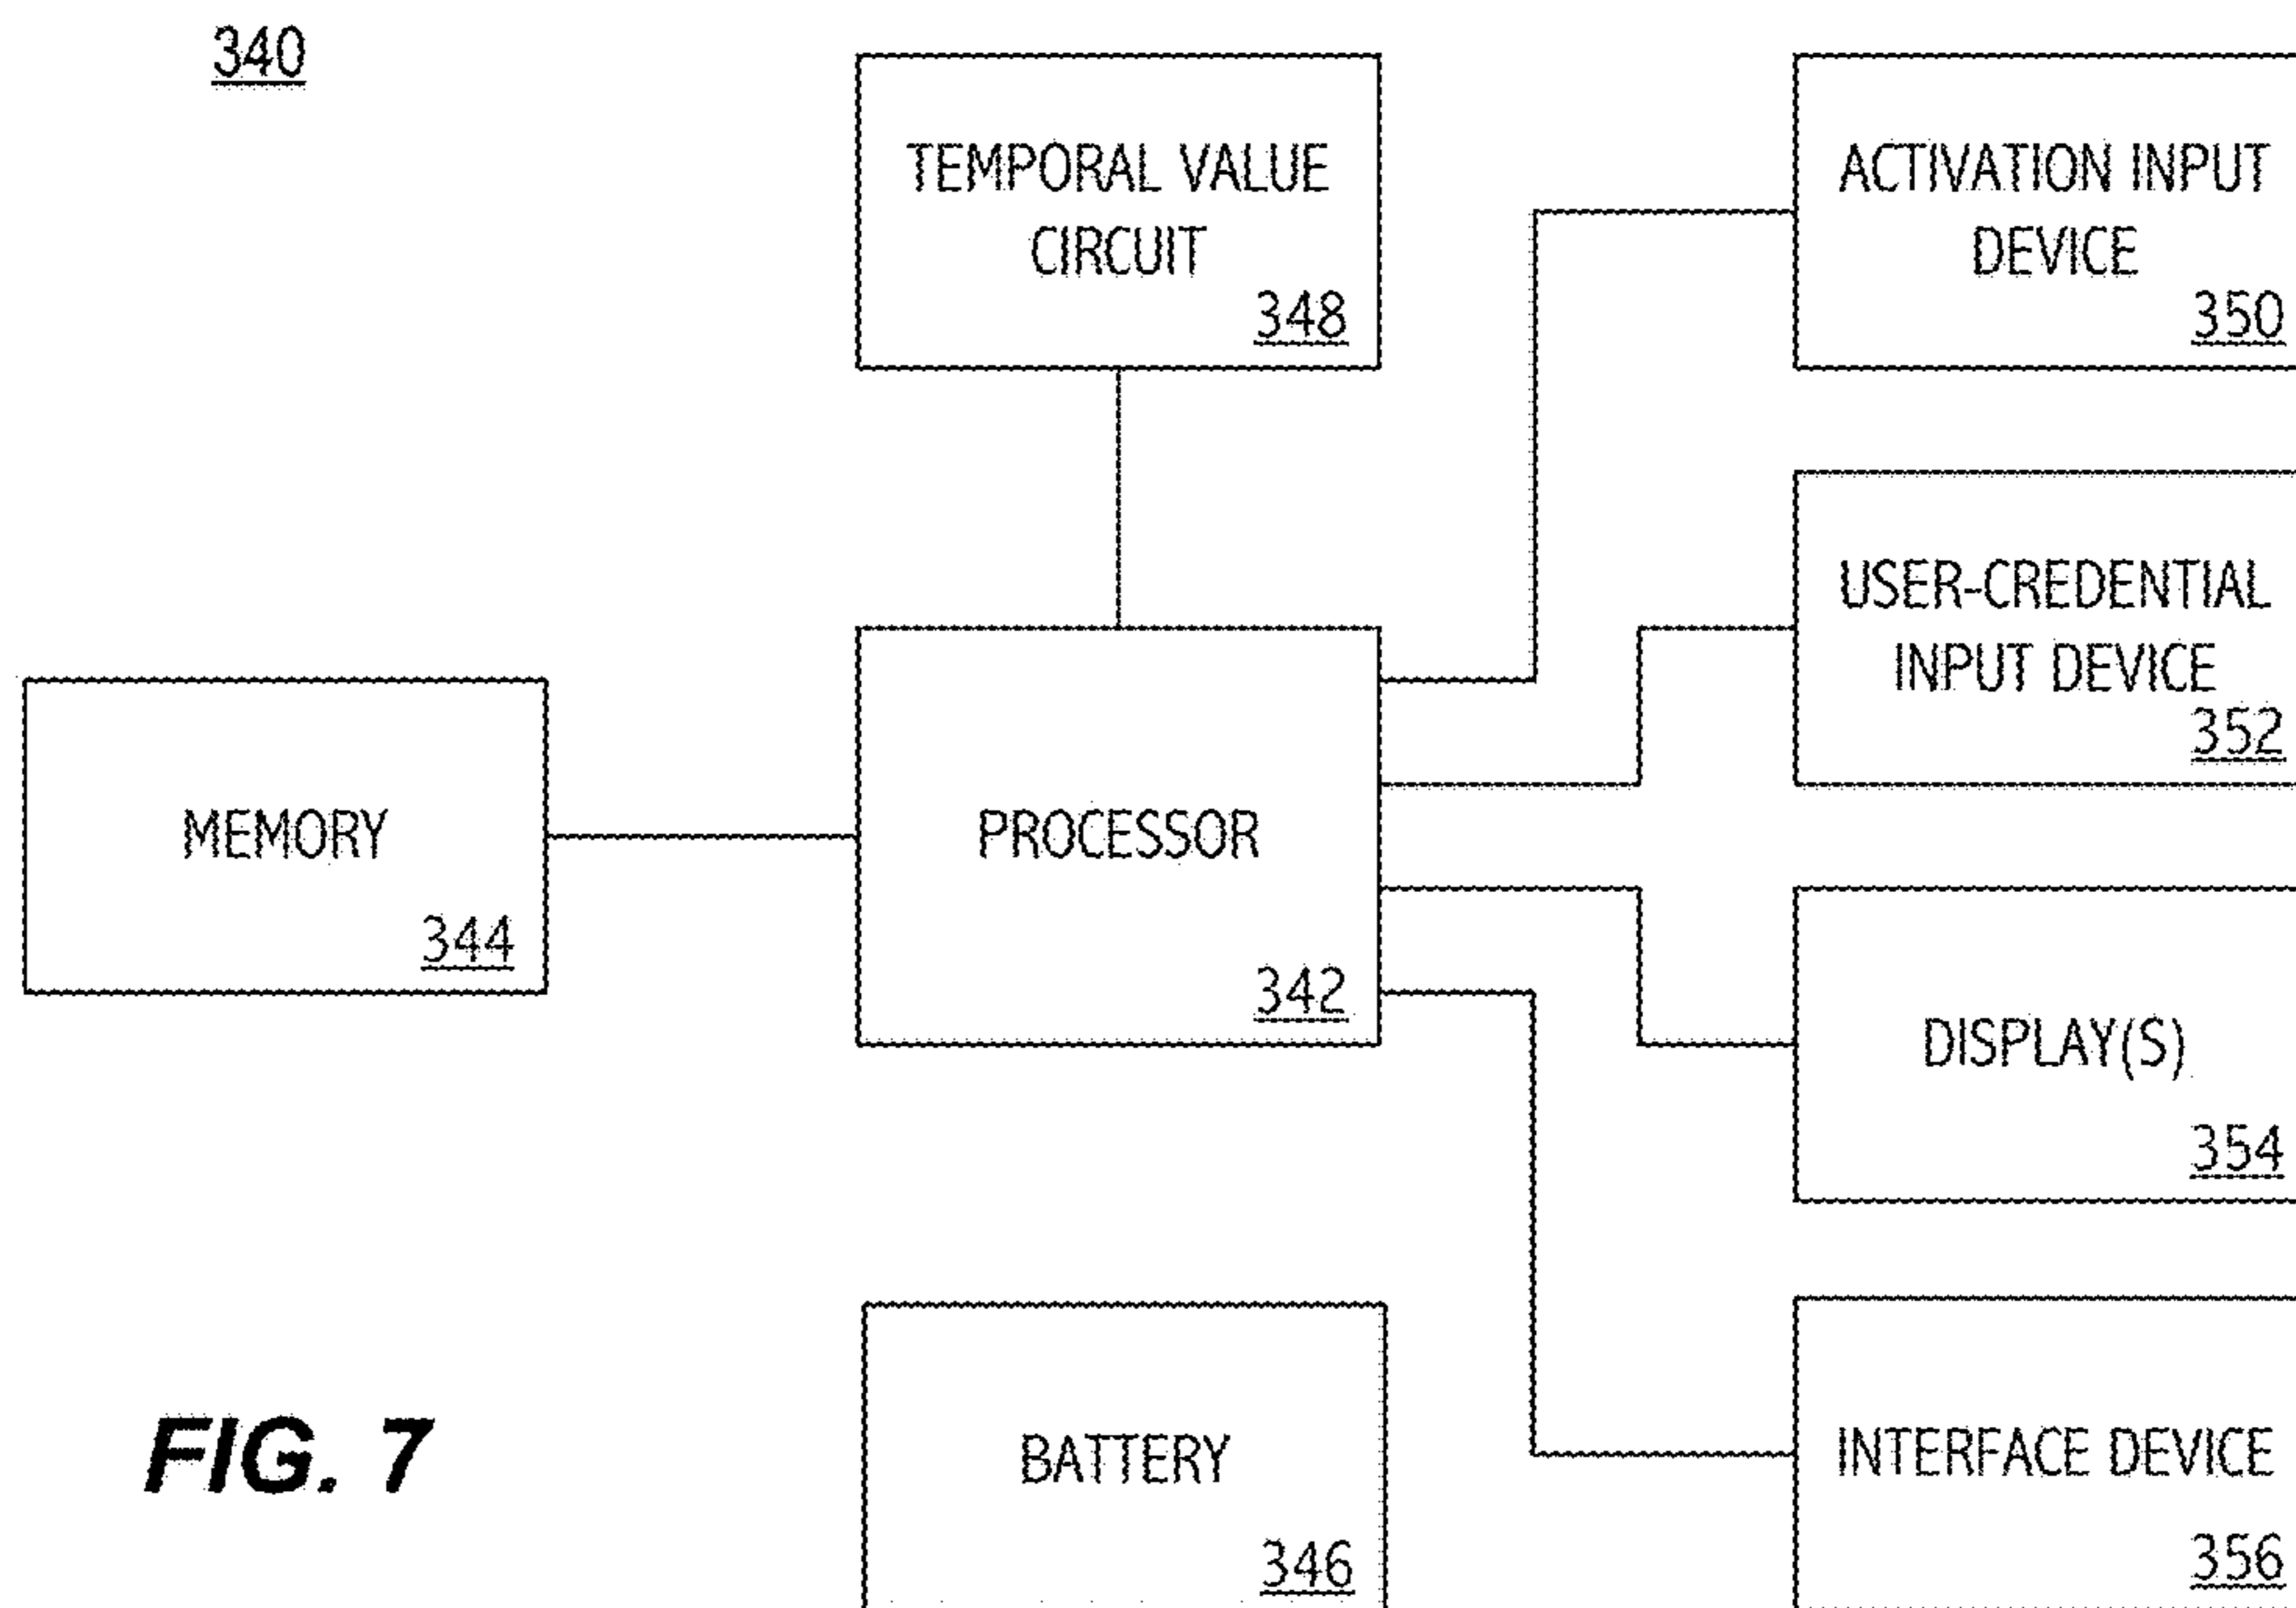 340
TEMPORAL VALUE
CIRCUIT
348
ACTIVATION INPUT
DEVICE
350
USER-CREDENTIAL
INPUT DEVICE
352
MEMORY
344
PROCESSOR
342
DISPLAY(S)
354
BATTERY
346
INTERFACE DEVICE
356
FIG. 7